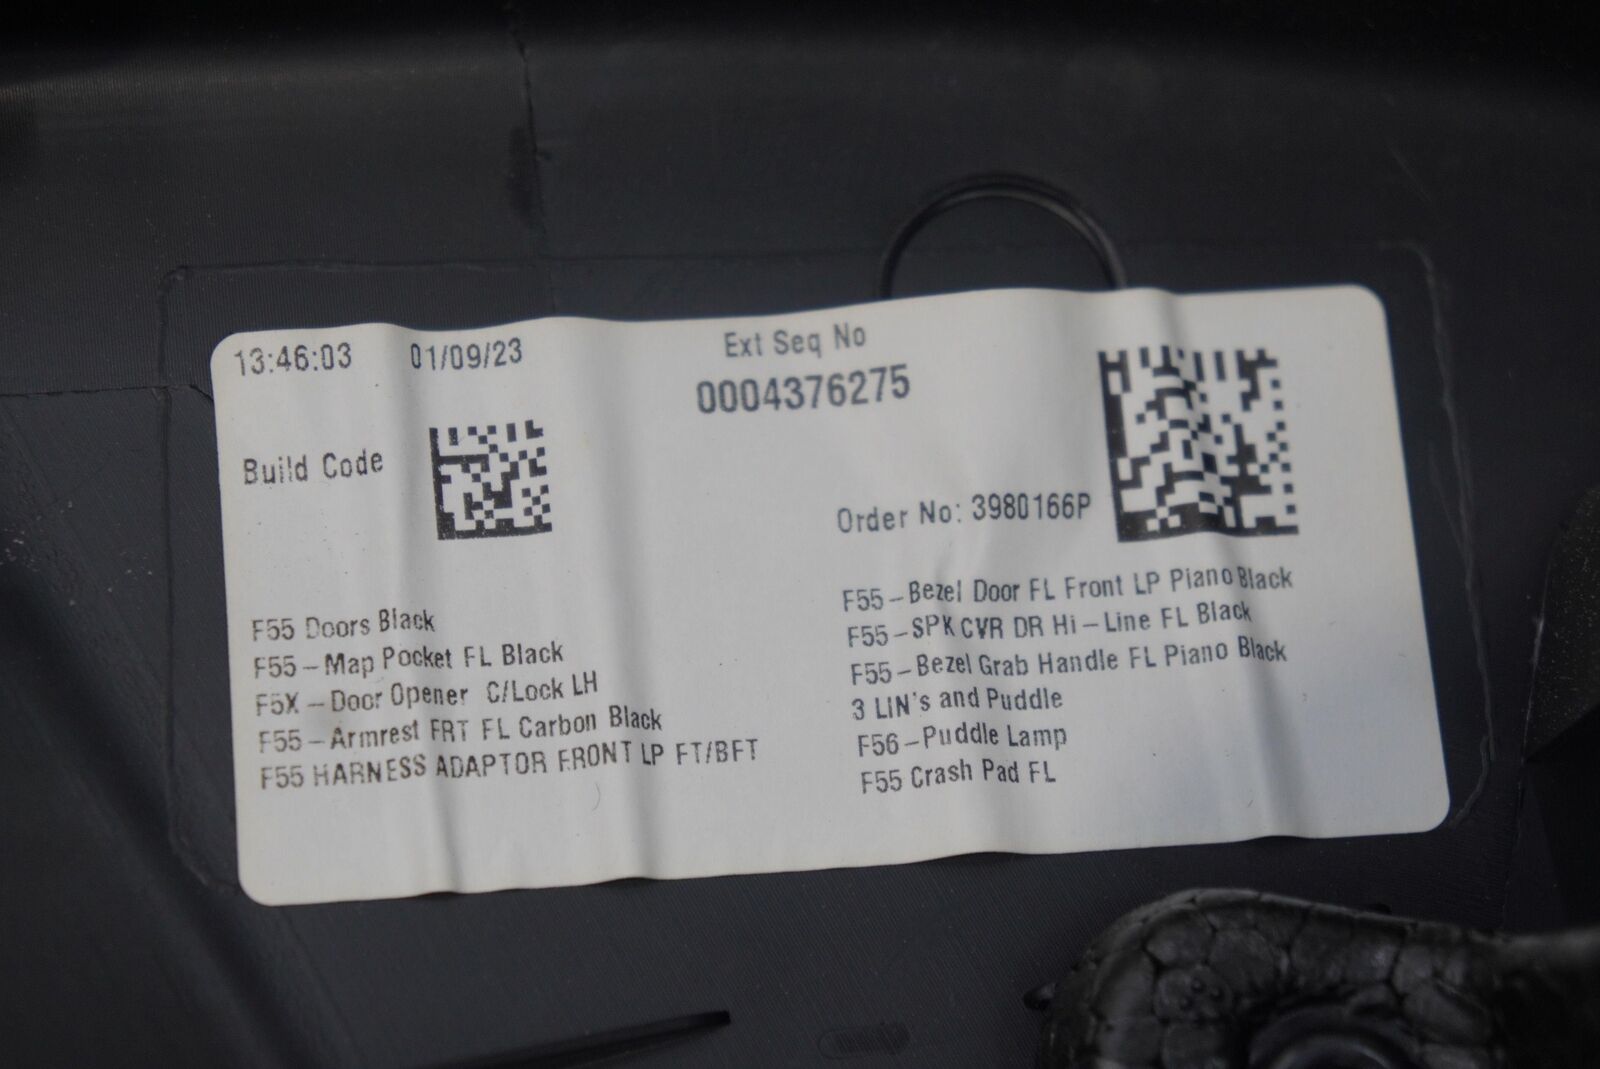 13:46:03 01/09/23
Ext Seq No
0004376275
Build Code
Order No: 3980166P
F55 Doors Black
F55-Map Pocket FL Black
F5X-Door Opener C/Lock LH
F55-Armrest FRT FL Carbon Black
F55 HARNESS ADAPTOR FRONT LP FT/BFT
F55-Bezel Door FL Front LP Piano Black
F55-SPK CVR DR Hi-Line FL Black
F55-Bezel Grab Handle FL Piano Black
3 LIN's and Puddle
F56-Puddle Lamp
F55 Crash Pad FL